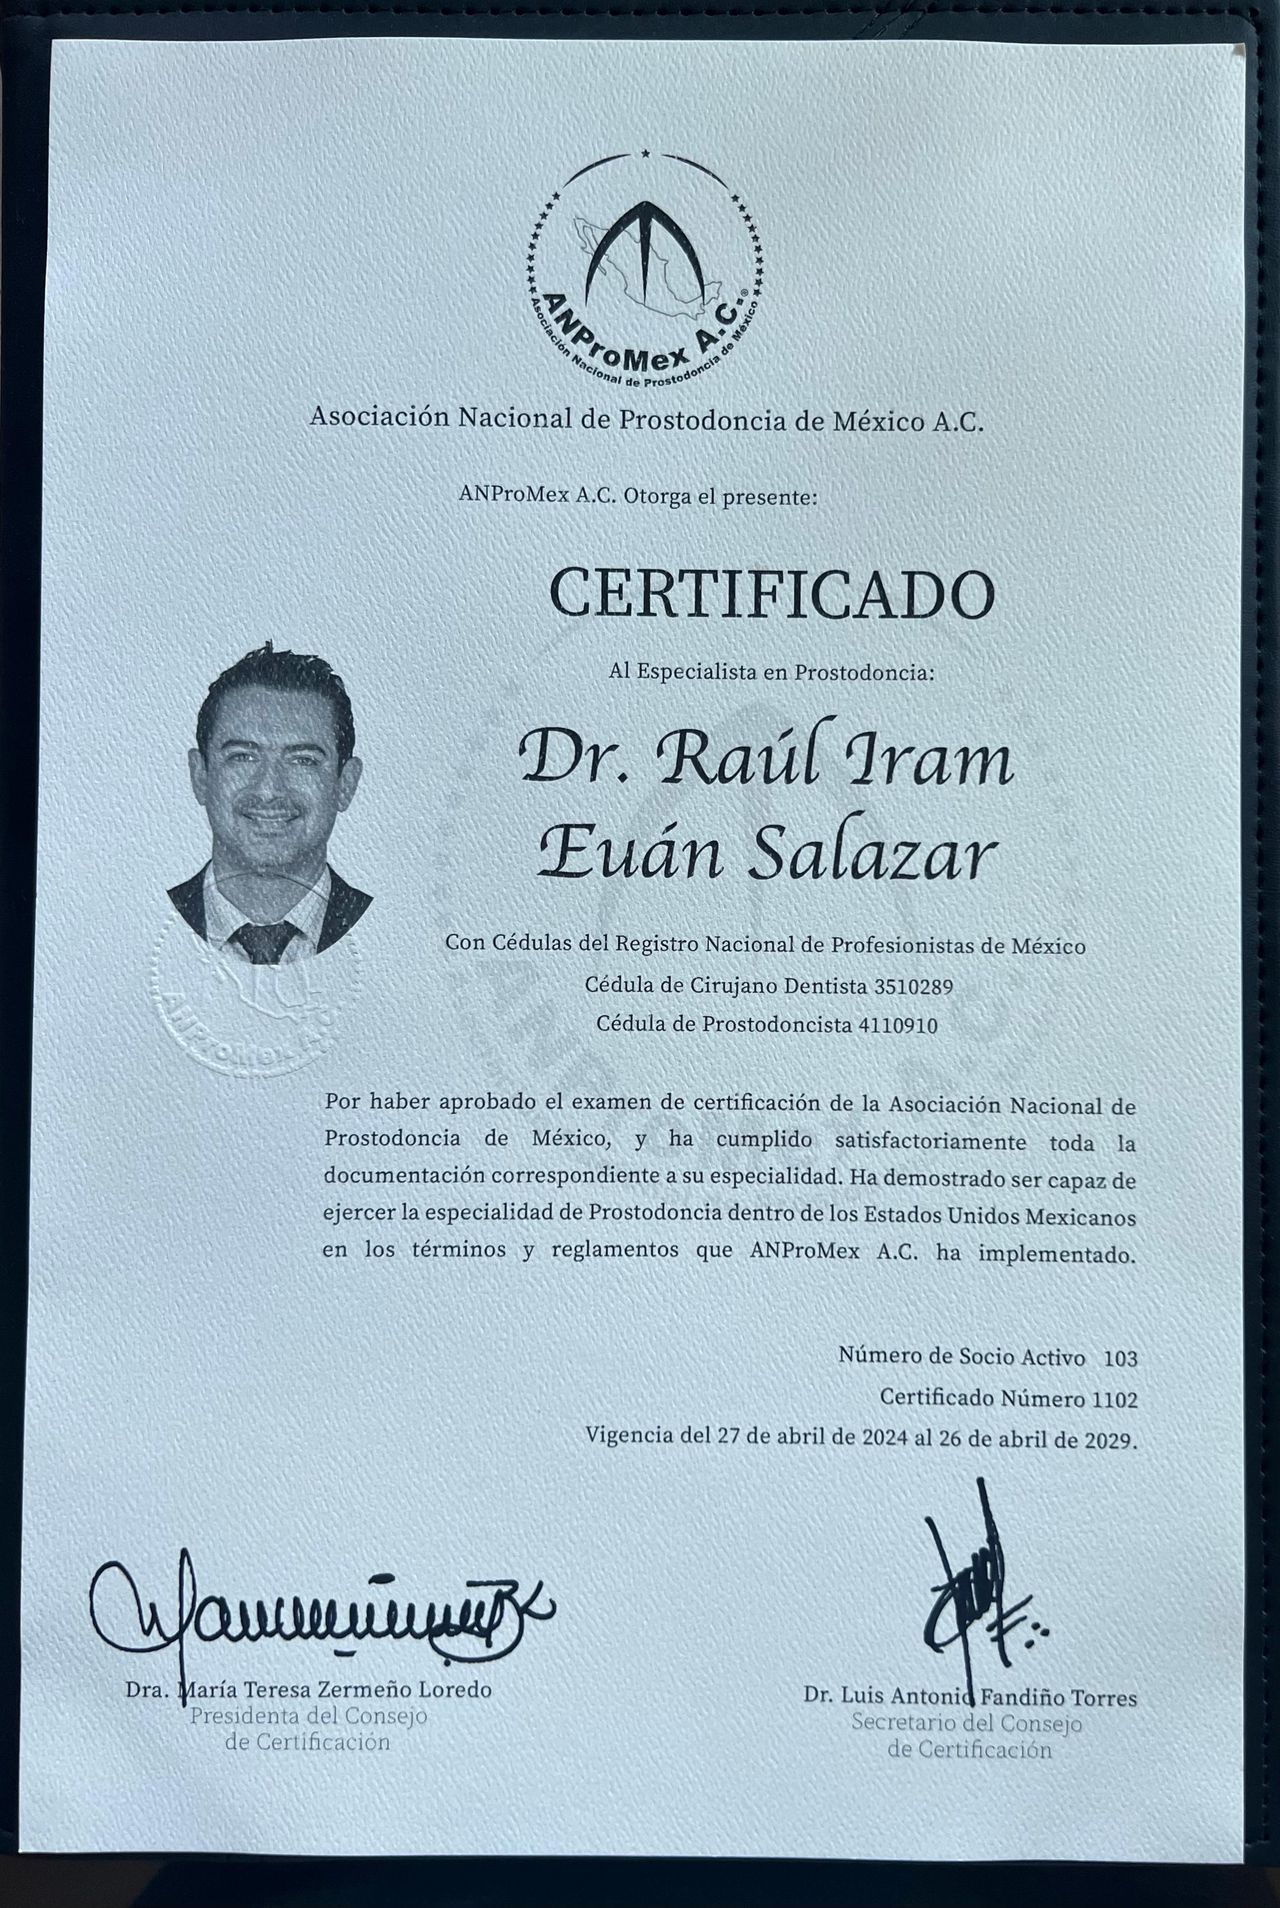 ANProMex A.C.®
Asociación Nacional de Prostodoncia de México
Asociación Nacional de Prostodoncia de México A.C.
ANProMex A.C. Otorga el presente:
CERTIFICADO
Al Especialista en Prostodoncia:
Dr. Raúl Iram
Euán Salazar
Con Cédulas del Registro Nacional de Profesionistas de México
Cédula de Cirujano Dentista 3510289
Cédula de Prostodoncista 4110910
ANProMex A.C.
Por haber aprobado el examen de certificación de la Asociación Nacional de
Prostodoncia de México, y ha cumplido satisfactoriamente toda la
documentación correspondiente a su especialidad. Ha demostrado ser capaz de
ejercer la especialidad de Prostodoncia dentro de los Estados Unidos Mexicanos
en los términos y reglamentos que ANProMex A.C. ha implementado.
Número de Socio Activo 103
Certificado Número 1102
Vigencia del 27 de abril de 2024 al 26 de abril de 2029.
Dra. María Teresa Zermeño Loredo
Presidenta del Consejo
de Certificación
Dr. Luis Antonio Fandiño Torres
Secretario del Consejo
de Certificación